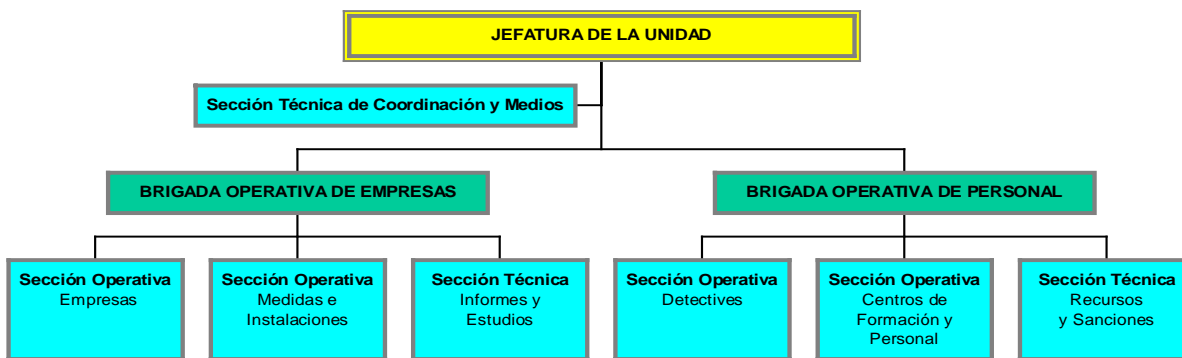 JEFATURA DE LA UNIDAD
Sección Técnica de Coordinación y Medios
BRIGADA OPERATIVA DE EMPRESAS
BRIGADA OPERATIVA DE PERSONAL
Sección Operativa
Empresas
Sección Operativa
Medidas e
Instalaciones
Sección Técnica
Informes y
Estudios
Sección Operativa
Detectives
Sección Operativa
Centros de
Formación y
Personal
Sección Técnica
Recursos
y Sanciones